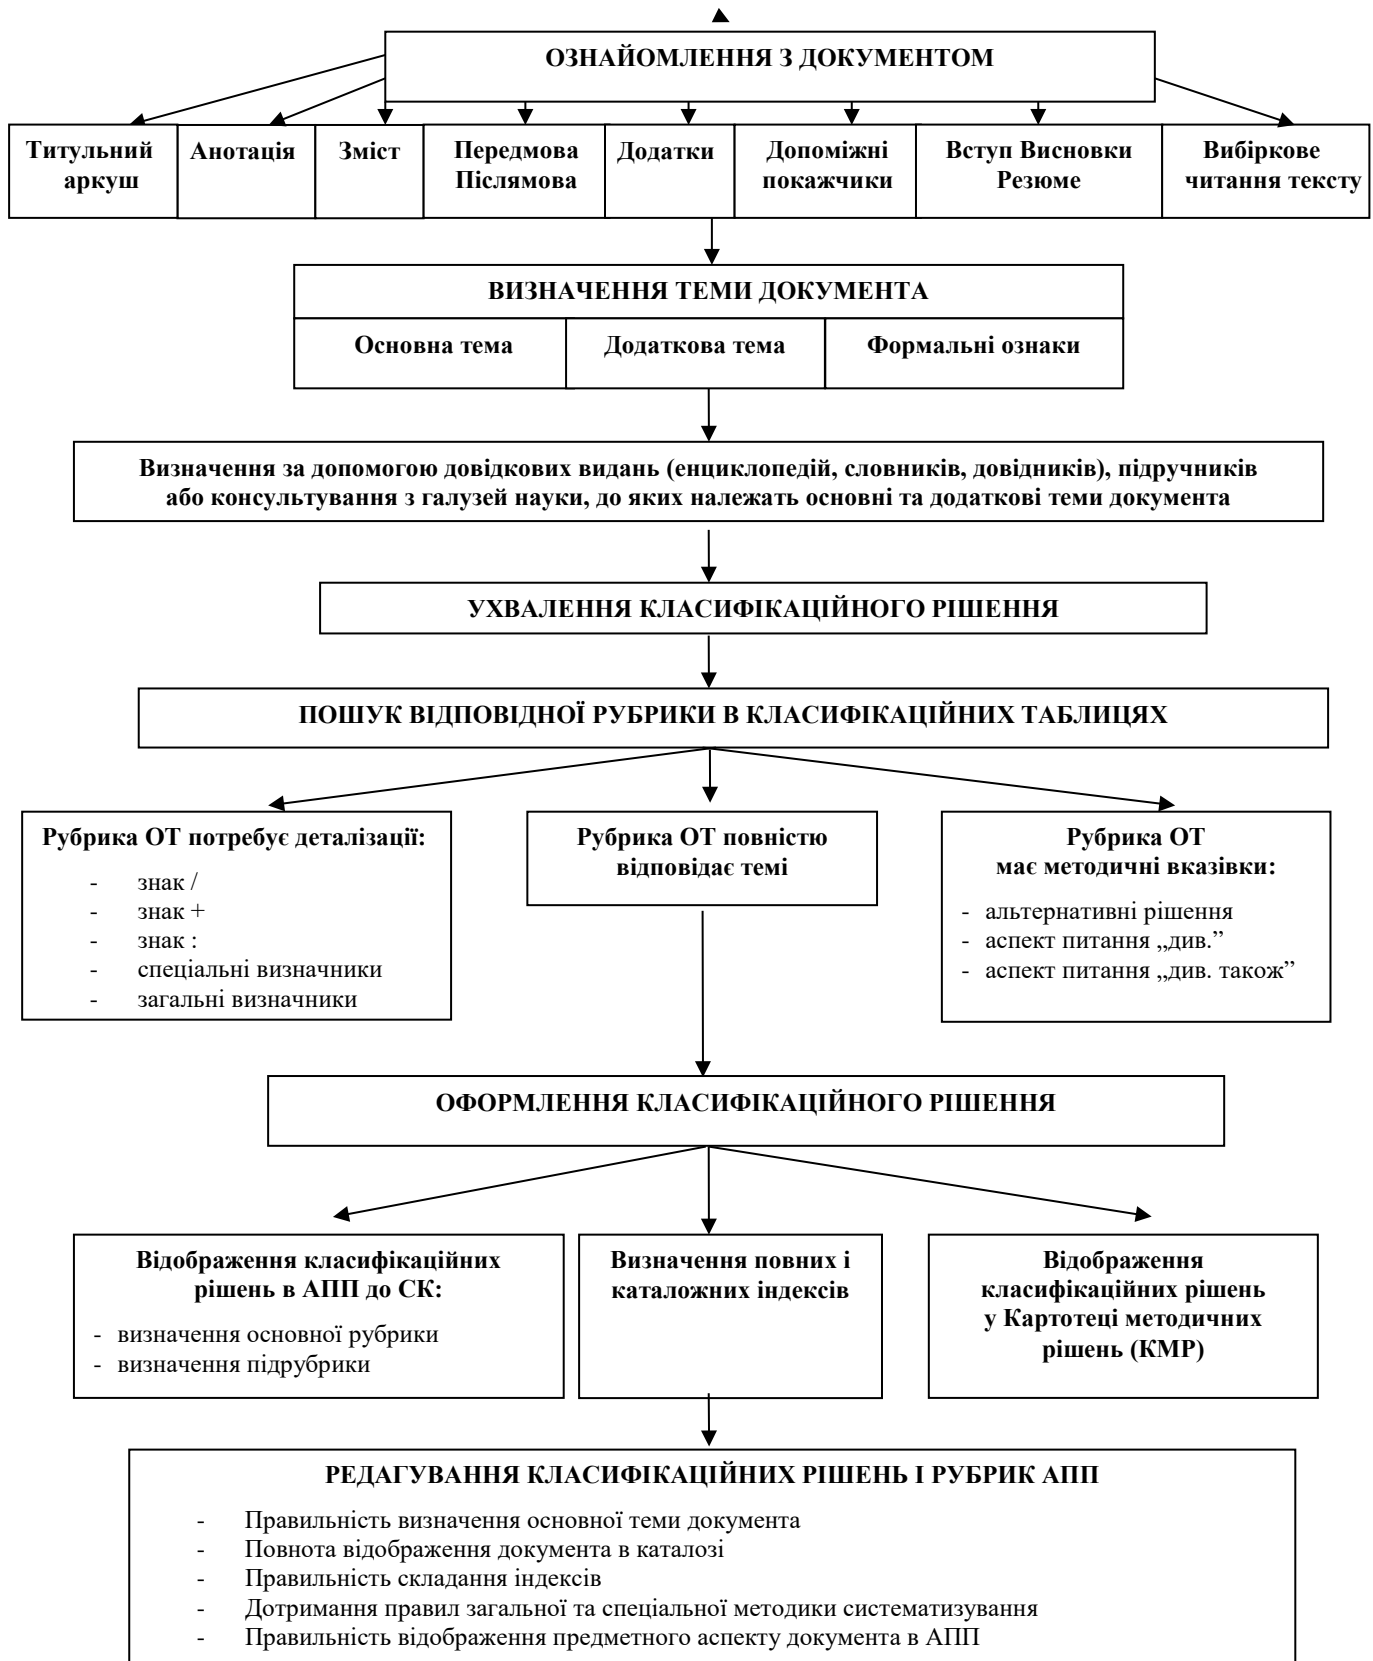 ОЗНАЙОМЛЕННЯ З ДОКУМЕНТОМ
Титульний
аркуш
Анотація
Зміст
Передмова
Післямова
Додатки
Допоміжні
покажчики
Вступ Висновки
Резюме
Вибіркове
читання тексту
ВИЗНАЧЕННЯ ТЕМИ ДОКУМЕНТА
Основна тема
Додаткова тема
Формальні ознаки
Визначення за допомогою довідкових видань (енциклопедій, словників, довідників), підручників
або консультування з галузей науки, до яких належать основні та додаткові теми документа
УХВАЛЕННЯ КЛАСИФІКАЦІЙНОГО РІШЕННЯ
ПОШУК ВІДПОВІДНОЇ РУБРИКИ В КЛАСИФІКАЦІЙНИХ ТАБЛИЦЯХ
Рубрика ОТ потребує деталізації:
- знак /
- знак +
- знак :
- спеціальні визначники
- загальні визначники
Рубрика ОТ повністю
відповідає темі
Рубрика ОТ
має методичні вказівки:
- альтернативні рішення
- аспект питання „див.”
- аспект питання „див. також”
ОФОРМЛЕННЯ КЛАСИФІКАЦІЙНОГО РІШЕННЯ
Відображення класифікаційних
рішень в АПП до СК:
- визначення основної рубрики
- визначення підрубрики
Визначення повних і
каталожних індексів
Відображення
класифікаційних рішень
у Картотеці методичних
рішень (КМР)
РЕДАГУВАННЯ КЛАСИФІКАЦІЙНИХ РІШЕНЬ І РУБРИК АПП
- Правильність визначення основної теми документа
- Повнота відображення документа в каталозі
- Правильність складання індексів
- Дотримання правил загальної та спеціальної методики систематизування
- Правильність відображення предметного аспекту документа в АПП